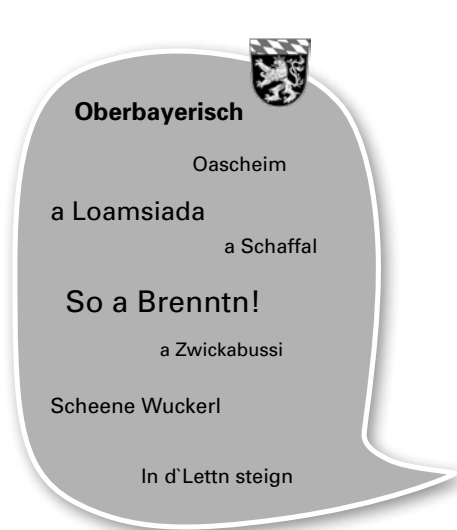 Oberbayerisch
Oascheim
a Loamsiada
a Schaffal
So a Brenntn!
a Zwickabussi
Scheene Wuckerl
In d`Lettn steign